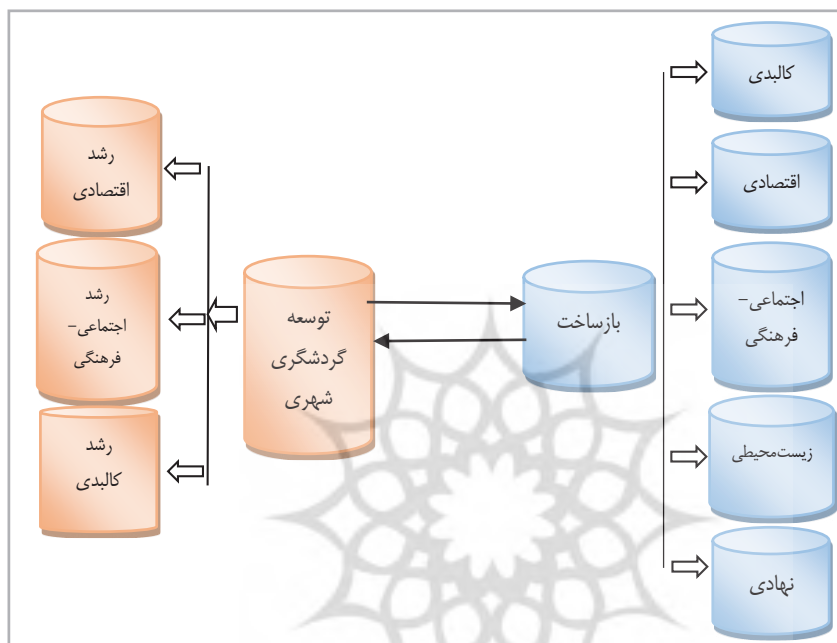 کالبدی
اقتصادی
اجتماعی-
فرهنگی
زیست‌محیطی
نهادی
بازساخت
توسعه
گردشگری
شهری
رشد
اقتصادی
رشد
اجتماعی-
فرهنگی
رشد
کالبدی